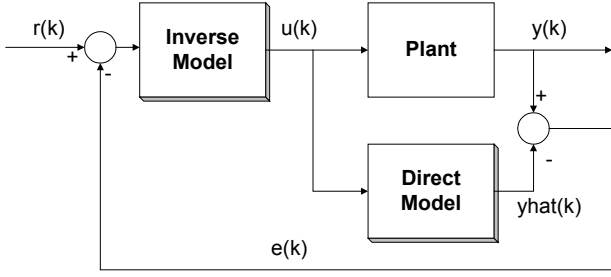 r(k)
+
-
Inverse
Model
u(k)
Plant
y(k)
+
-
Direct
Model
yhat(k)
e(k)